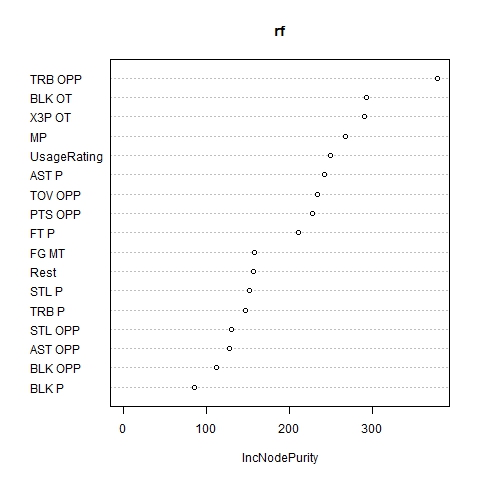 rf
TRB OPP
BLK OT
X3P OT
MP
UsageRating
AST P
TOV OPP
PTS OPP
FT P
FG MT
Rest
STL P
TRB P
STL OPP
AST OPP
BLK OPP
BLK P
0 100 200 300
IncNodePurity